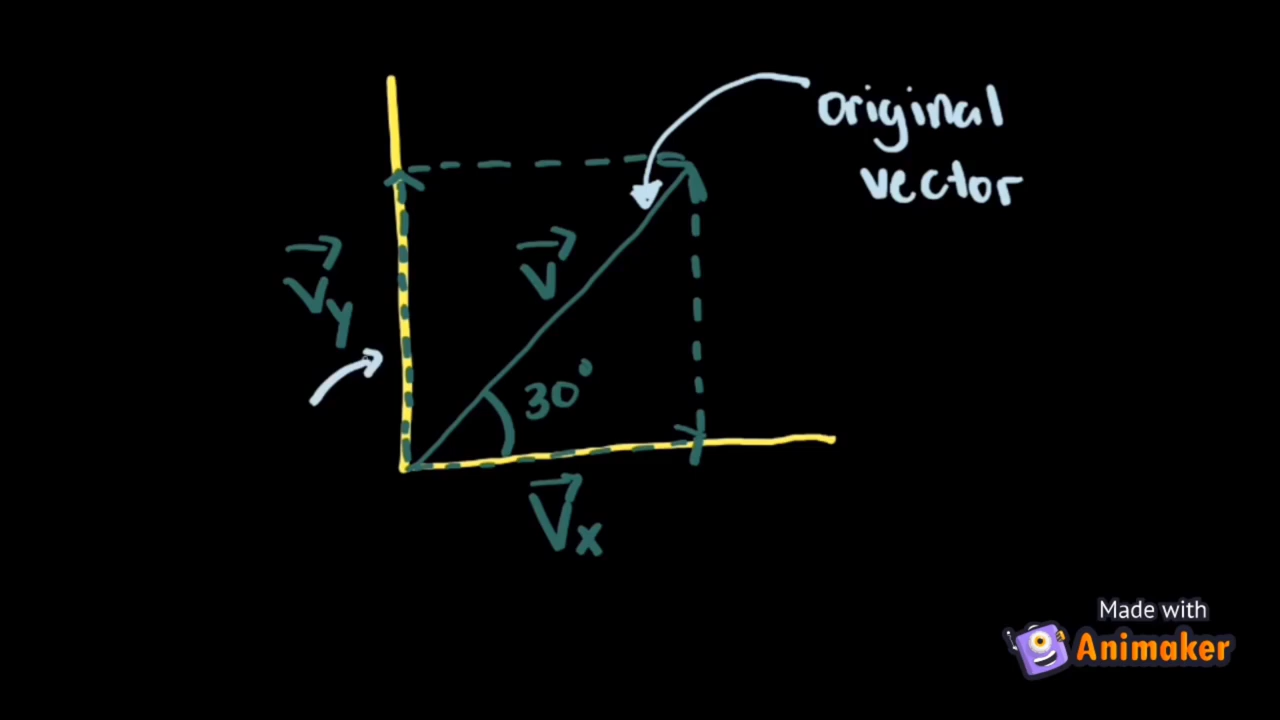 original
vector
V⃗y
V⃗
30°
V⃗x
Made with
Animaker